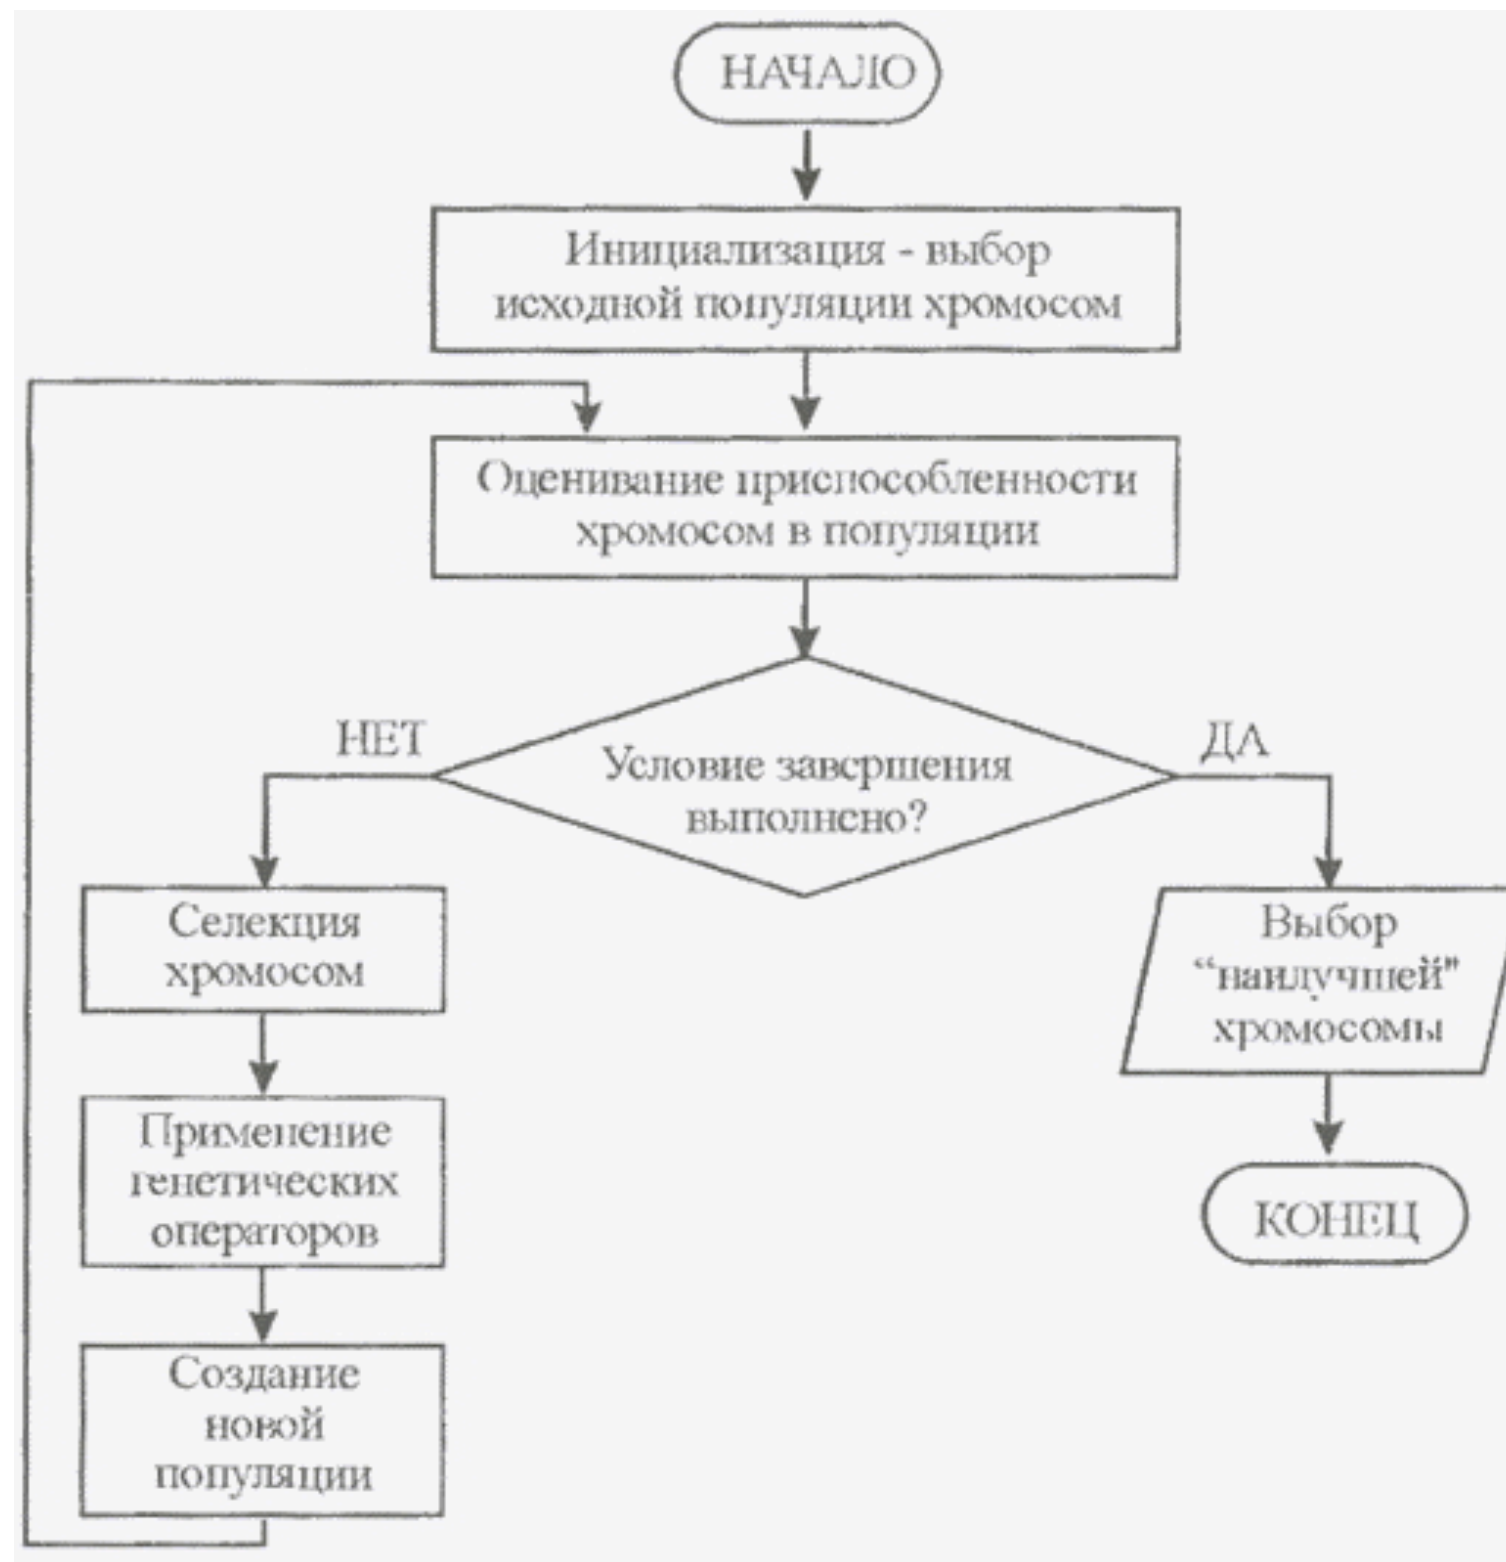 НАЧАЛО
Инициализация - выбор
исходной популяции хромосом
Оценивание приспособленности
хромосом в популяции
НЕТ
ДА
Условие завершения
выполнено?
Селекция
хромосом
Применение
генетических
операторов
Создание
новой
популяции
Выбор
“наилучшей"
хромосомы
КОНЕЦ